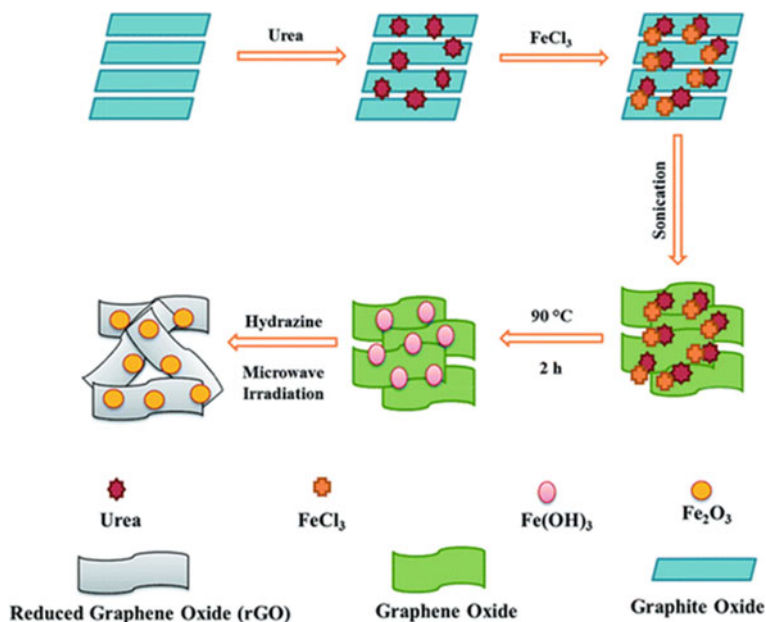 Urea
FeCl₃
Sonication
90 °C
2 h
Hydrazine
Microwave
Irradiation
Urea
FeCl₃
Fe(OH)₃
Fe₂O₃
Reduced Graphene Oxide (rGO)
Graphene Oxide
Graphite Oxide